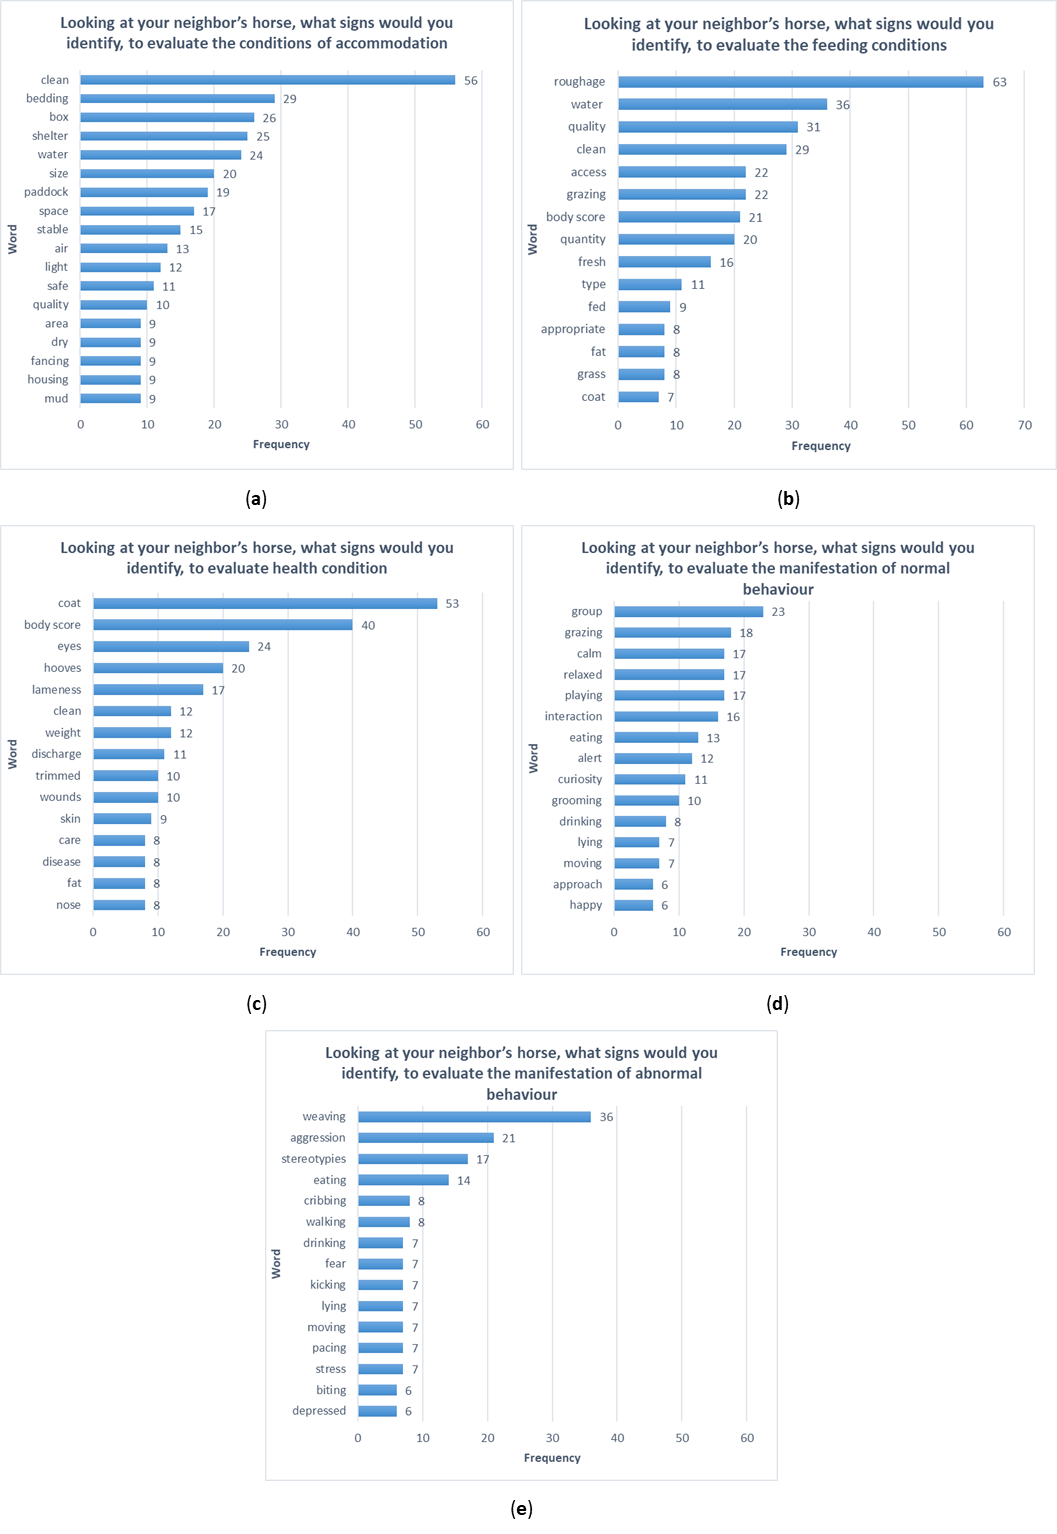 Looking at your neighbor's horse, what signs would you
identify, to evaluate the conditions of accommodation
clean 56
bedding 29
box 26
shelter 25
water 24
size 20
paddock 19
space 17
stable 15
air 13
light 12
safe 11
quality 10
area 9
dry 9
fancing 9
housing 9
mud 9
Word
0 10 20 30 40 50 60
Frequency
(a)
Looking at your neighbor's horse, what signs would you
identify, to evaluate the feeding conditions
roughage 63
water 36
quality 31
clean 29
access 22
grazing 22
body score 21
quantity 20
fresh 16
type 11
fed 9
appropriate 8
fat 8
grass 8
coat 7
Word
0 10 20 30 40 50 60 70
Frequency
(b)
Looking at your neighbor's horse, what signs would you
identify, to evaluate health condition
coat 53
body score 40
eyes 24
hooves 20
lameness 17
clean 12
weight 12
discharge 11
trimmed 10
wounds 10
skin 9
care 8
disease 8
fat 8
nose 8
Word
0 10 20 30 40 50 60
Frequency
(c)
Looking at your neighbor's horse, what signs would you
identify, to evaluate the manifestation of normal
behaviour
group 23
grazing 18
calm 17
relaxed 17
playing 17
interaction 16
eating 13
alert 12
curiosity 11
grooming 10
drinking 8
lying 7
moving 7
approach 6
happy 6
Word
0 10 20 30 40 50 60
Frequency
(d)
Looking at your neighbor's horse, what signs would you
identify, to evaluate the manifestation of abnormal
behaviour
weaving 36
aggression 21
stereotypies 17
eating 14
cribbing 8
walking 8
drinking 7
fear 7
kicking 7
lying 7
moving 7
pacing 7
stress 7
biting 6
depressed 6
Word
0 10 20 30 40 50 60
Frequency
(e)